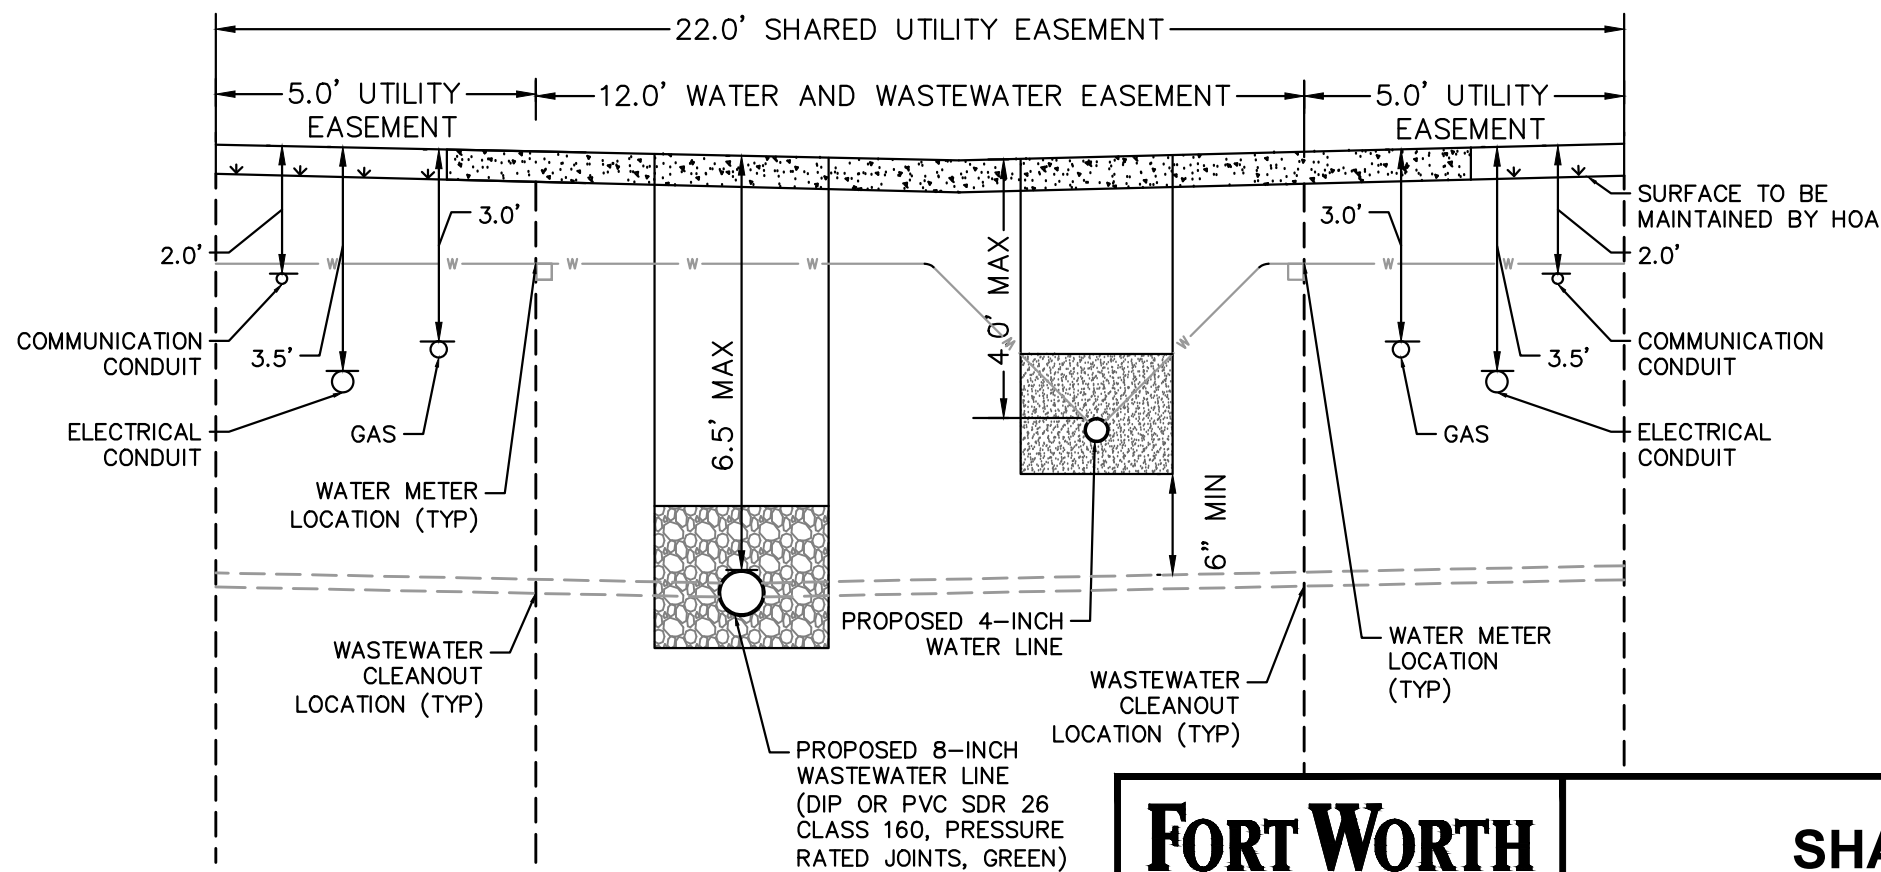 22.0' SHARED UTILITY EASEMENT
5.0' UTILITY
EASEMENT
12.0' WATER AND WASTEWATER EASEMENT
5.0' UTILITY
EASEMENT
SURFACE TO BE
MAINTAINED BY HOA
2.0'
3.0'
3.0'
2.0'
W W W W W W W
W W
COMMUNICATION
CONDUIT
3.5'
ELECTRICAL
CONDUIT
GAS
WATER METER
LOCATION (TYP)
6.5' MAX
4.0' MAX
6" MIN
3.5'
COMMUNICATION
CONDUIT
GAS
ELECTRICAL
CONDUIT
WASTEWATER
CLEANOUT
LOCATION (TYP)
PROPOSED 4-INCH
WATER LINE
WASTEWATER
CLEANOUT
LOCATION (TYP)
WATER METER
LOCATION
(TYP)
PROPOSED 8-INCH
WASTEWATER LINE
(DIP OR PVC SDR 26
CLASS 160, PRESSURE
RATED JOINTS, GREEN)
FORT WORTH
SHA